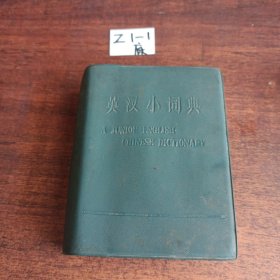 Z1-1
英汉小词典
A JUNIOR ENGLISH
CHINESE DICTIONARY